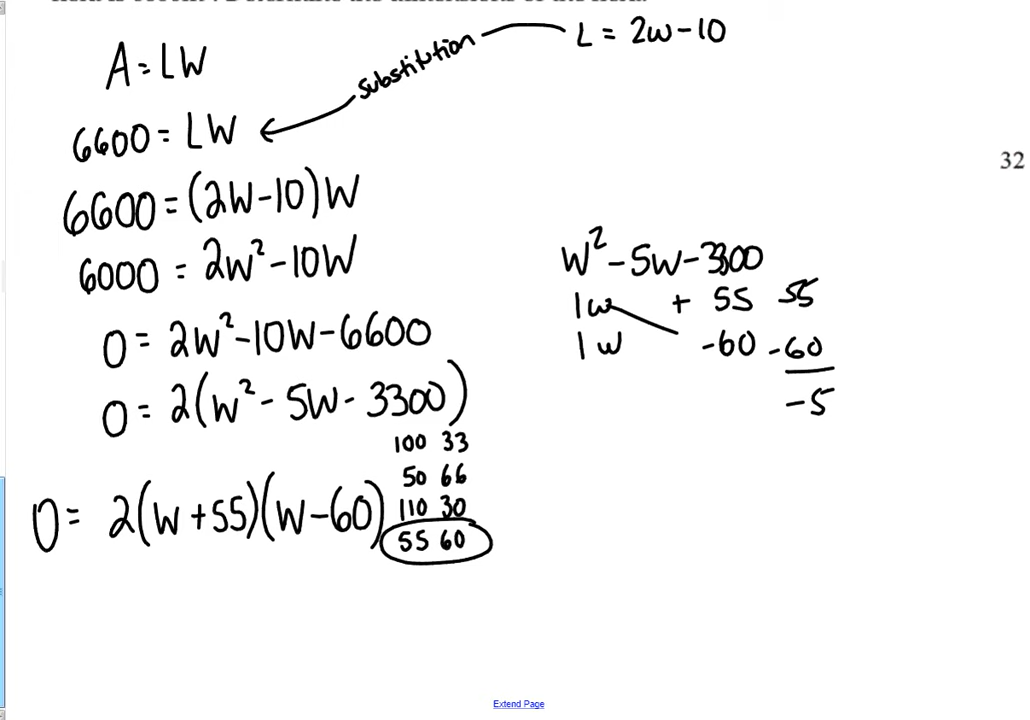 A = LW
substitution
L = 2w - 10
6600 = LW
32
6600 = (2W - 10)W
6000 = 2w² - 10W
0 = 2w² - 10w - 6600
0 = 2(w² - 5w - 3300)
100 33
50 66
110 30
55 60
0 = 2(w + 55)(w - 60)
W² - 5w - 3300
1w + 55 55
1w -60 -60
-5
Extend Page